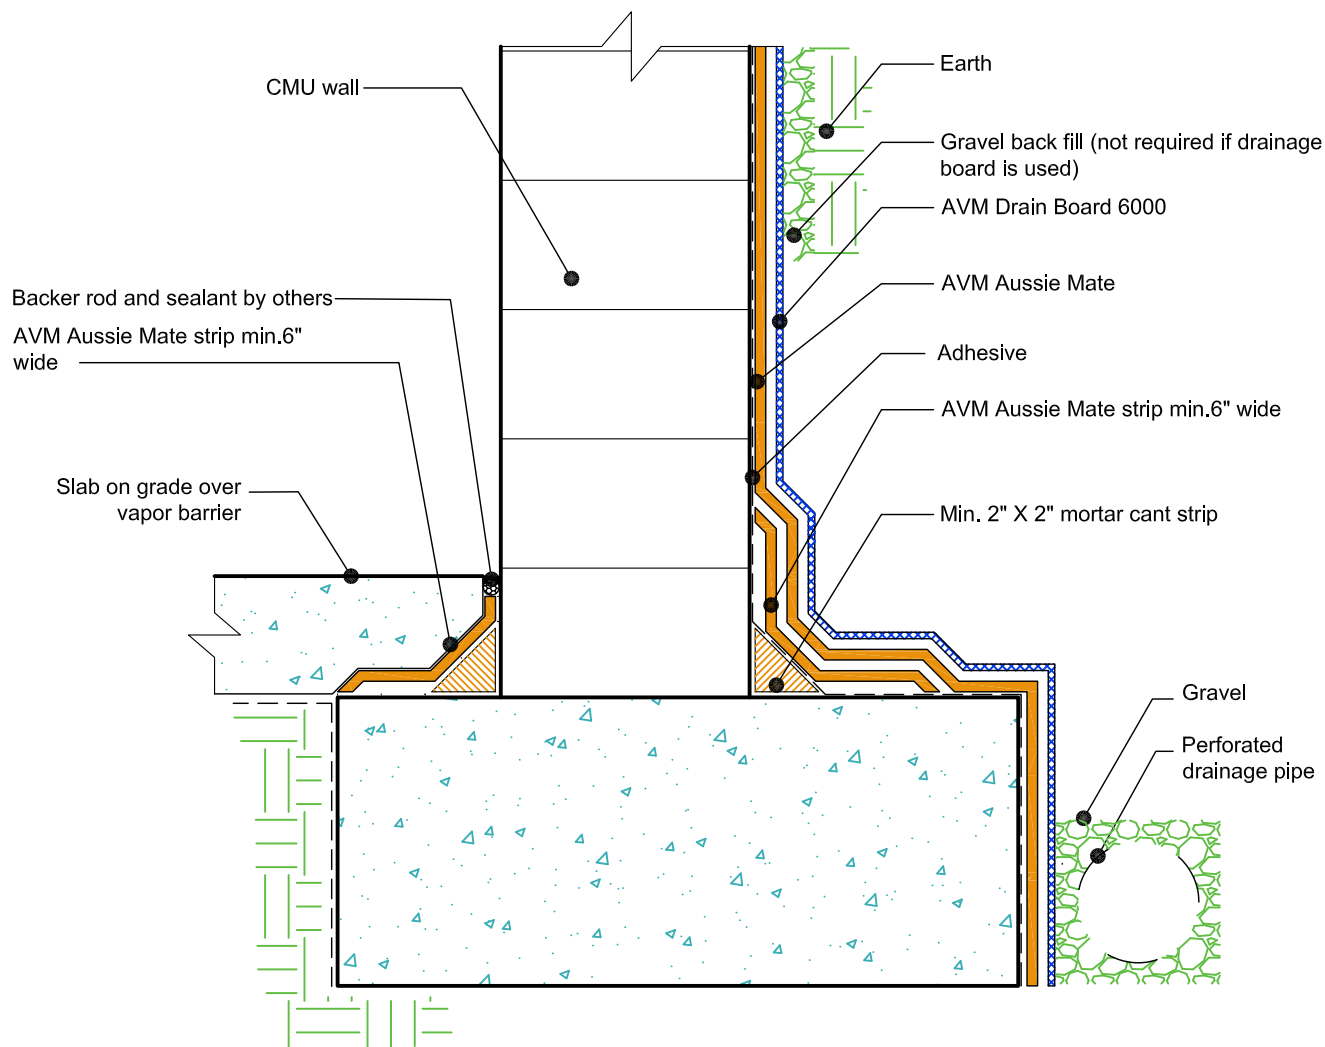 CMU wall
Backer rod and sealant by others
AVM Aussie Mate strip min.6"
wide
Slab on grade over
vapor barrier
Earth
Gravel back fill (not required if drainage
board is used)
AVM Drain Board 6000
AVM Aussie Mate
Adhesive
AVM Aussie Mate strip min.6" wide
Min. 2" X 2" mortar cant strip
Gravel
Perforated
drainage pipe